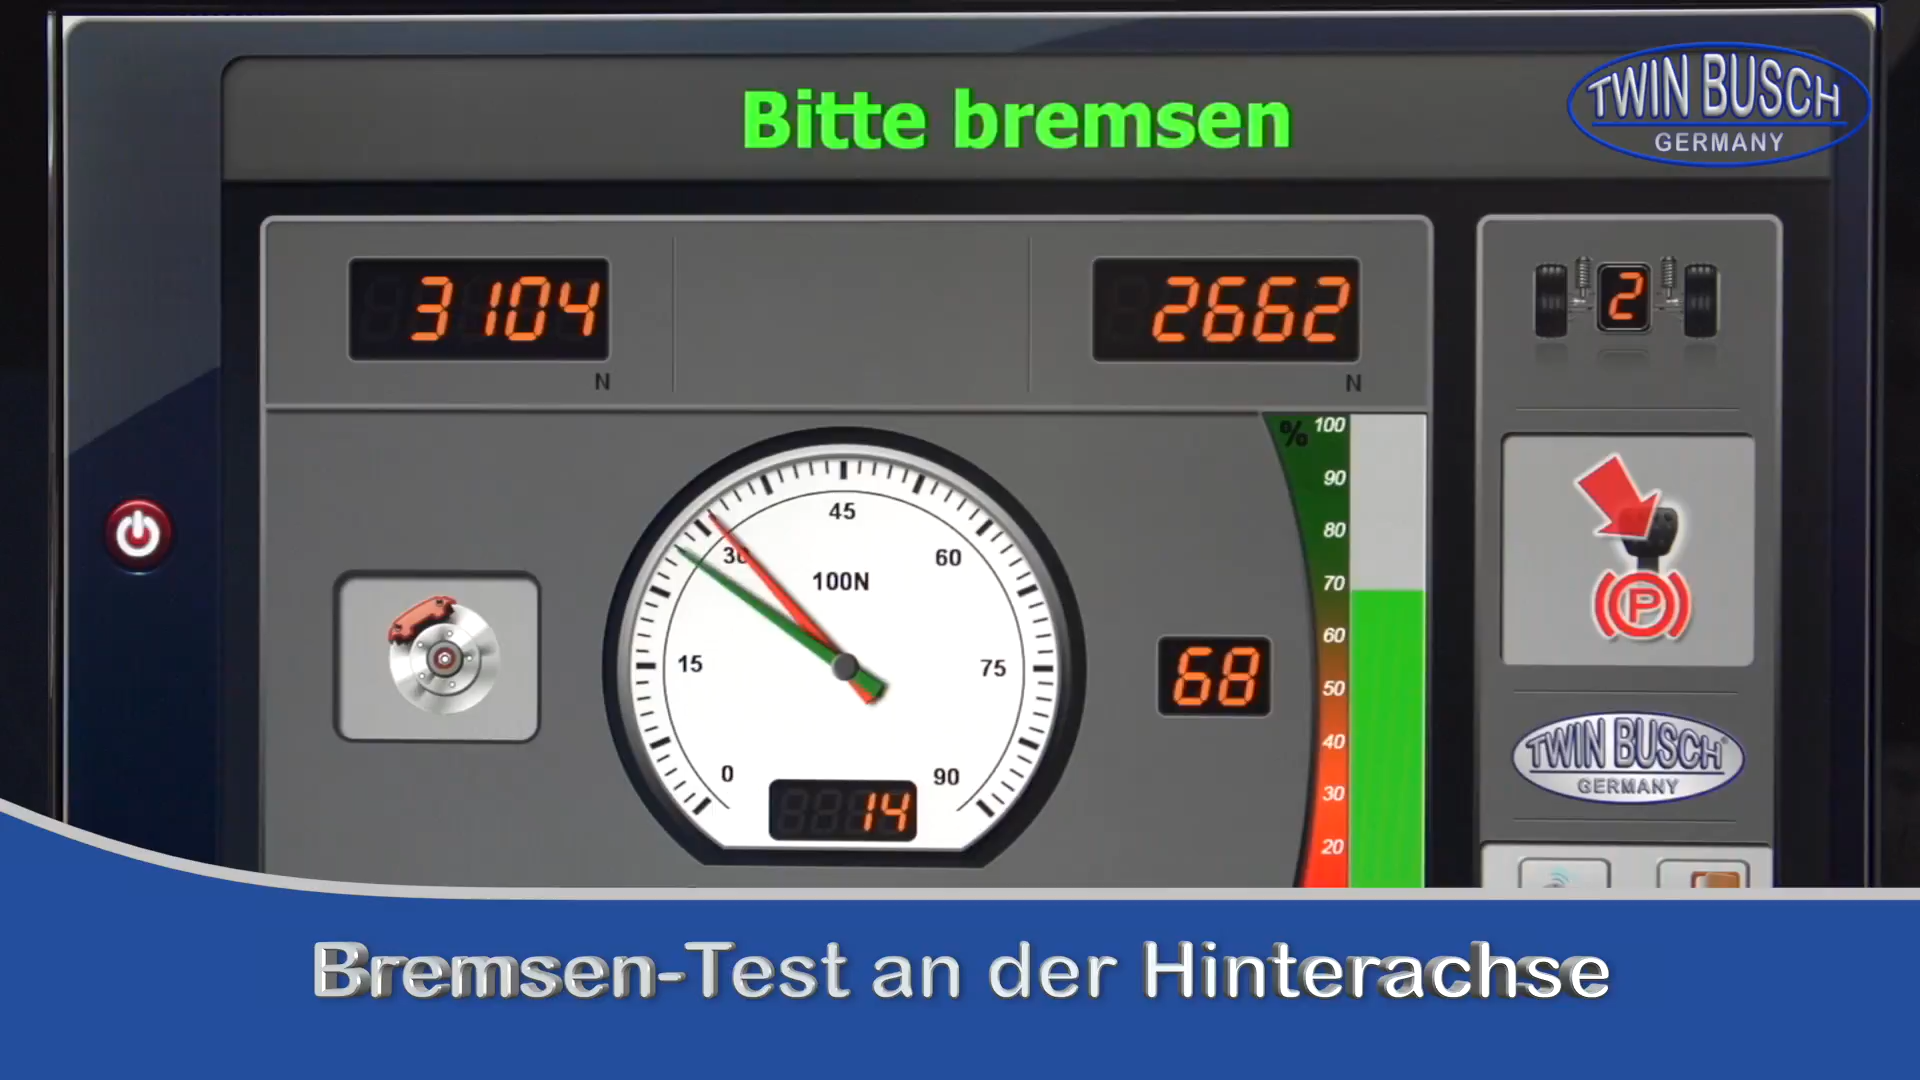 Bitte bremsen
TWIN BUSCH
GERMANY
3104
N
2662
N
2
% 100
90
80
70
60
50
40
30
20
45
30
60
100N
15
75
0
90
14
68
P
TWIN BUSCH®
GERMANY
Bremsen-Test an der Hinterachse